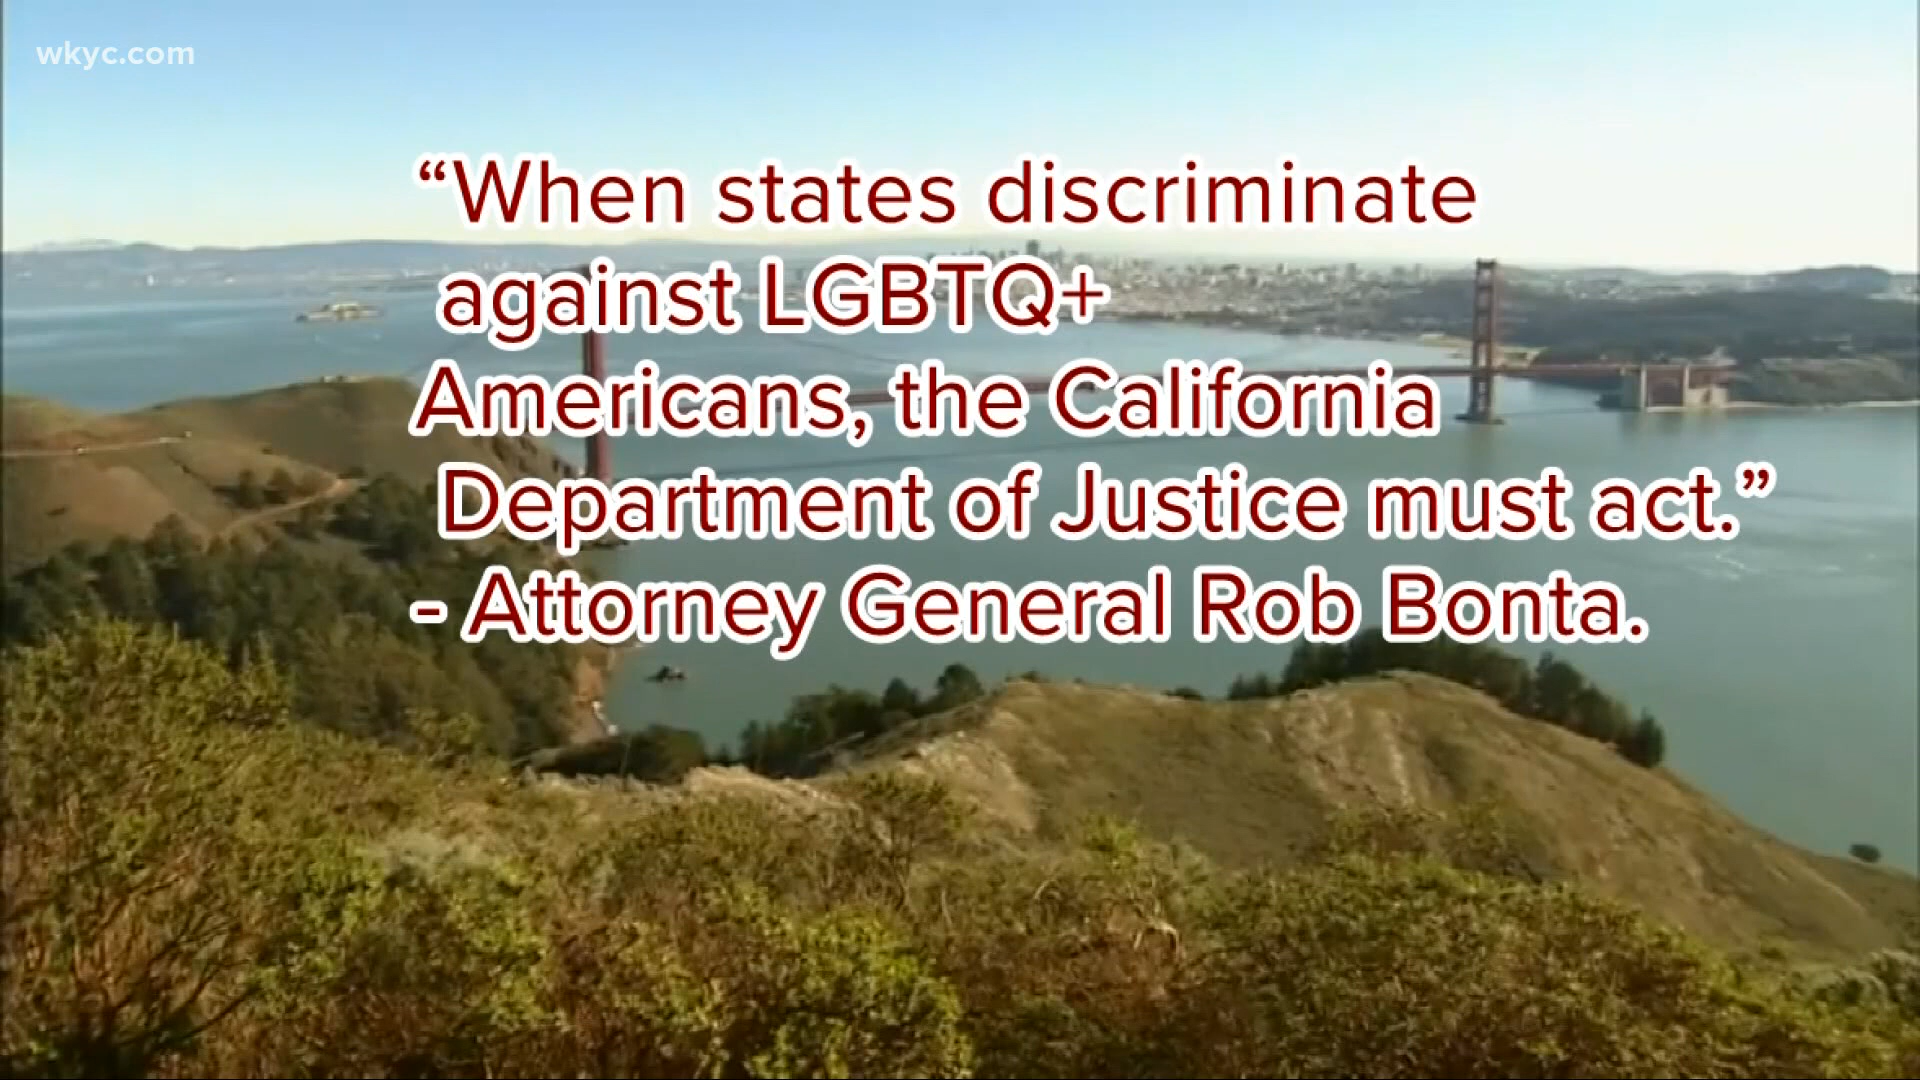 wkyc.com
“When states discriminate
against LGBTQ+
Americans, the California
Department of Justice must act.”
- Attorney General Rob Bonta.